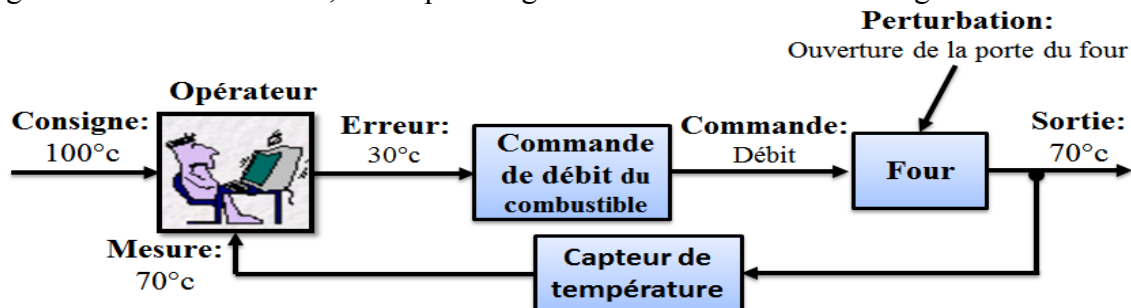 Perturbation:
Ouverture de la porte du four
Opérateur
Consigne:
100°c
Erreur:
30°c
Commande
de débit du
combustible
Commande:
Débit
Four
Sortie:
70°c
Mesure:
70°c
Capteur de
température